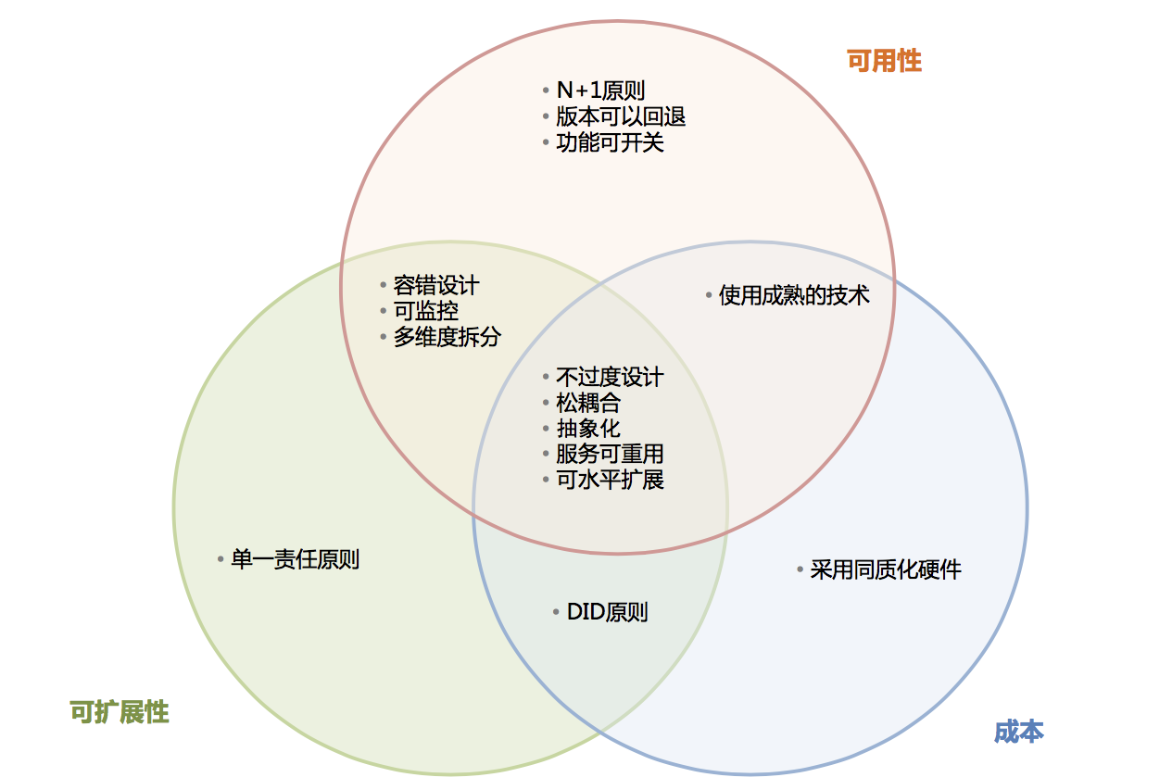 可用性
• N+1原则
• 版本可以回退
• 功能可开关
• 容错设计
• 可监控
• 多维度拆分
• 使用成熟的技术
• 不过度设计
• 松耦合
• 抽象化
• 服务可重用
• 可水平扩展
• 单一责任原则
• 采用同质化硬件
• DID原则
可扩展性
成本